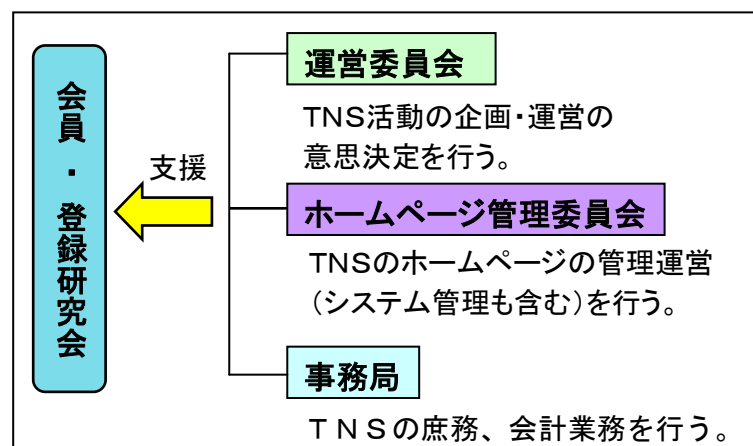 会員・登録研究会
支援
運営委員会
TNS活動の企画・運営の
意思決定を行う。
ホームページ管理委員会
TNSのホームページの管理運営
（システム管理も含む）を行う。
事務局
ＴＮＳの庶務、会計業務を行う。